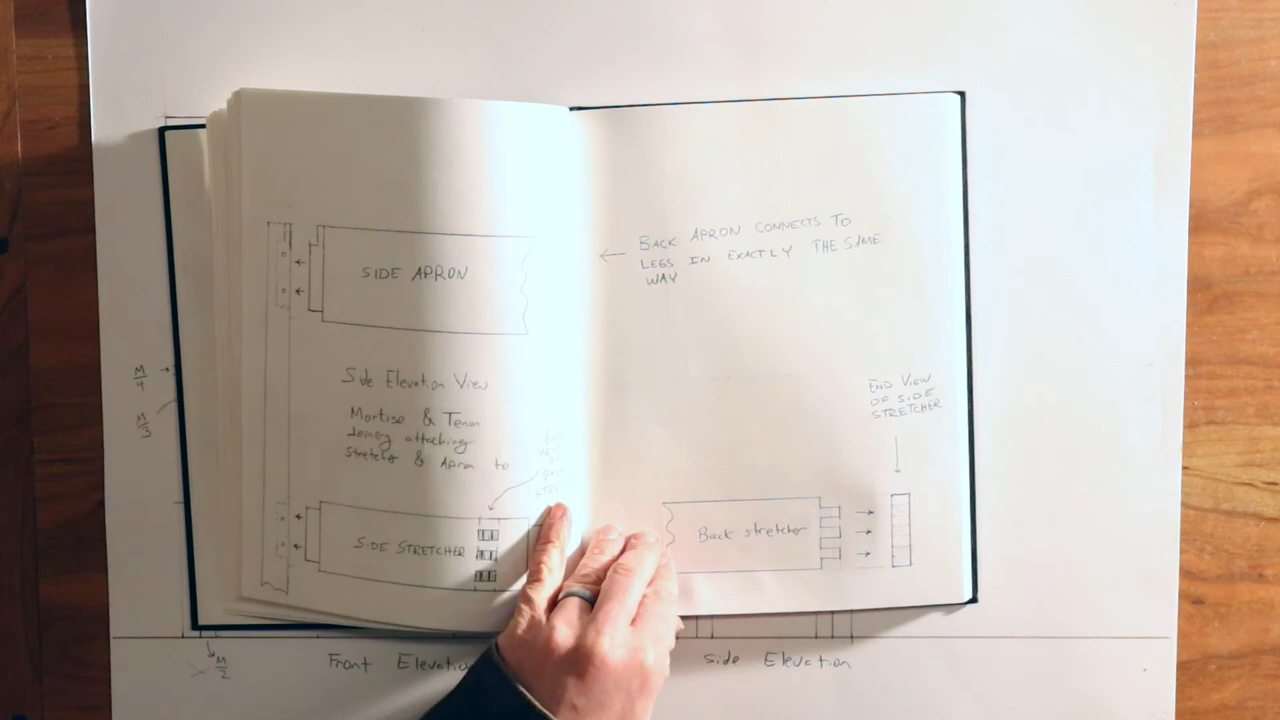 SIDE APRON
Side Elevation View
Mortise & Tenon
Joinery attaching
Stretcher & Apron to
SIDE STRETCHER
← BACK APRON CONNECTS TO
LEGS IN EXACTLY THE SAME
WAY
END VIEW
OF SIDE
STRETCHER
Back stretcher
M/4
M/3
M/2
Front Elevation
Side Elevation